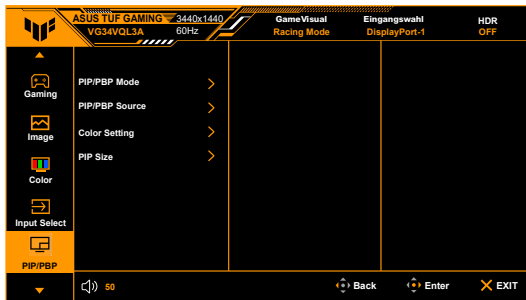 ASUS TUF GAMING 3440x1440 GameVisual Eingangswahl HDR
VG34VQL3A 60Hz Racing Mode DisplayPort-1 OFF
Gaming
PIP/PBP Mode
PIP/PBP Source
Image
Color Setting
PIP Size
Color
Input Select
PIP/PBP
50 Back Enter EXIT